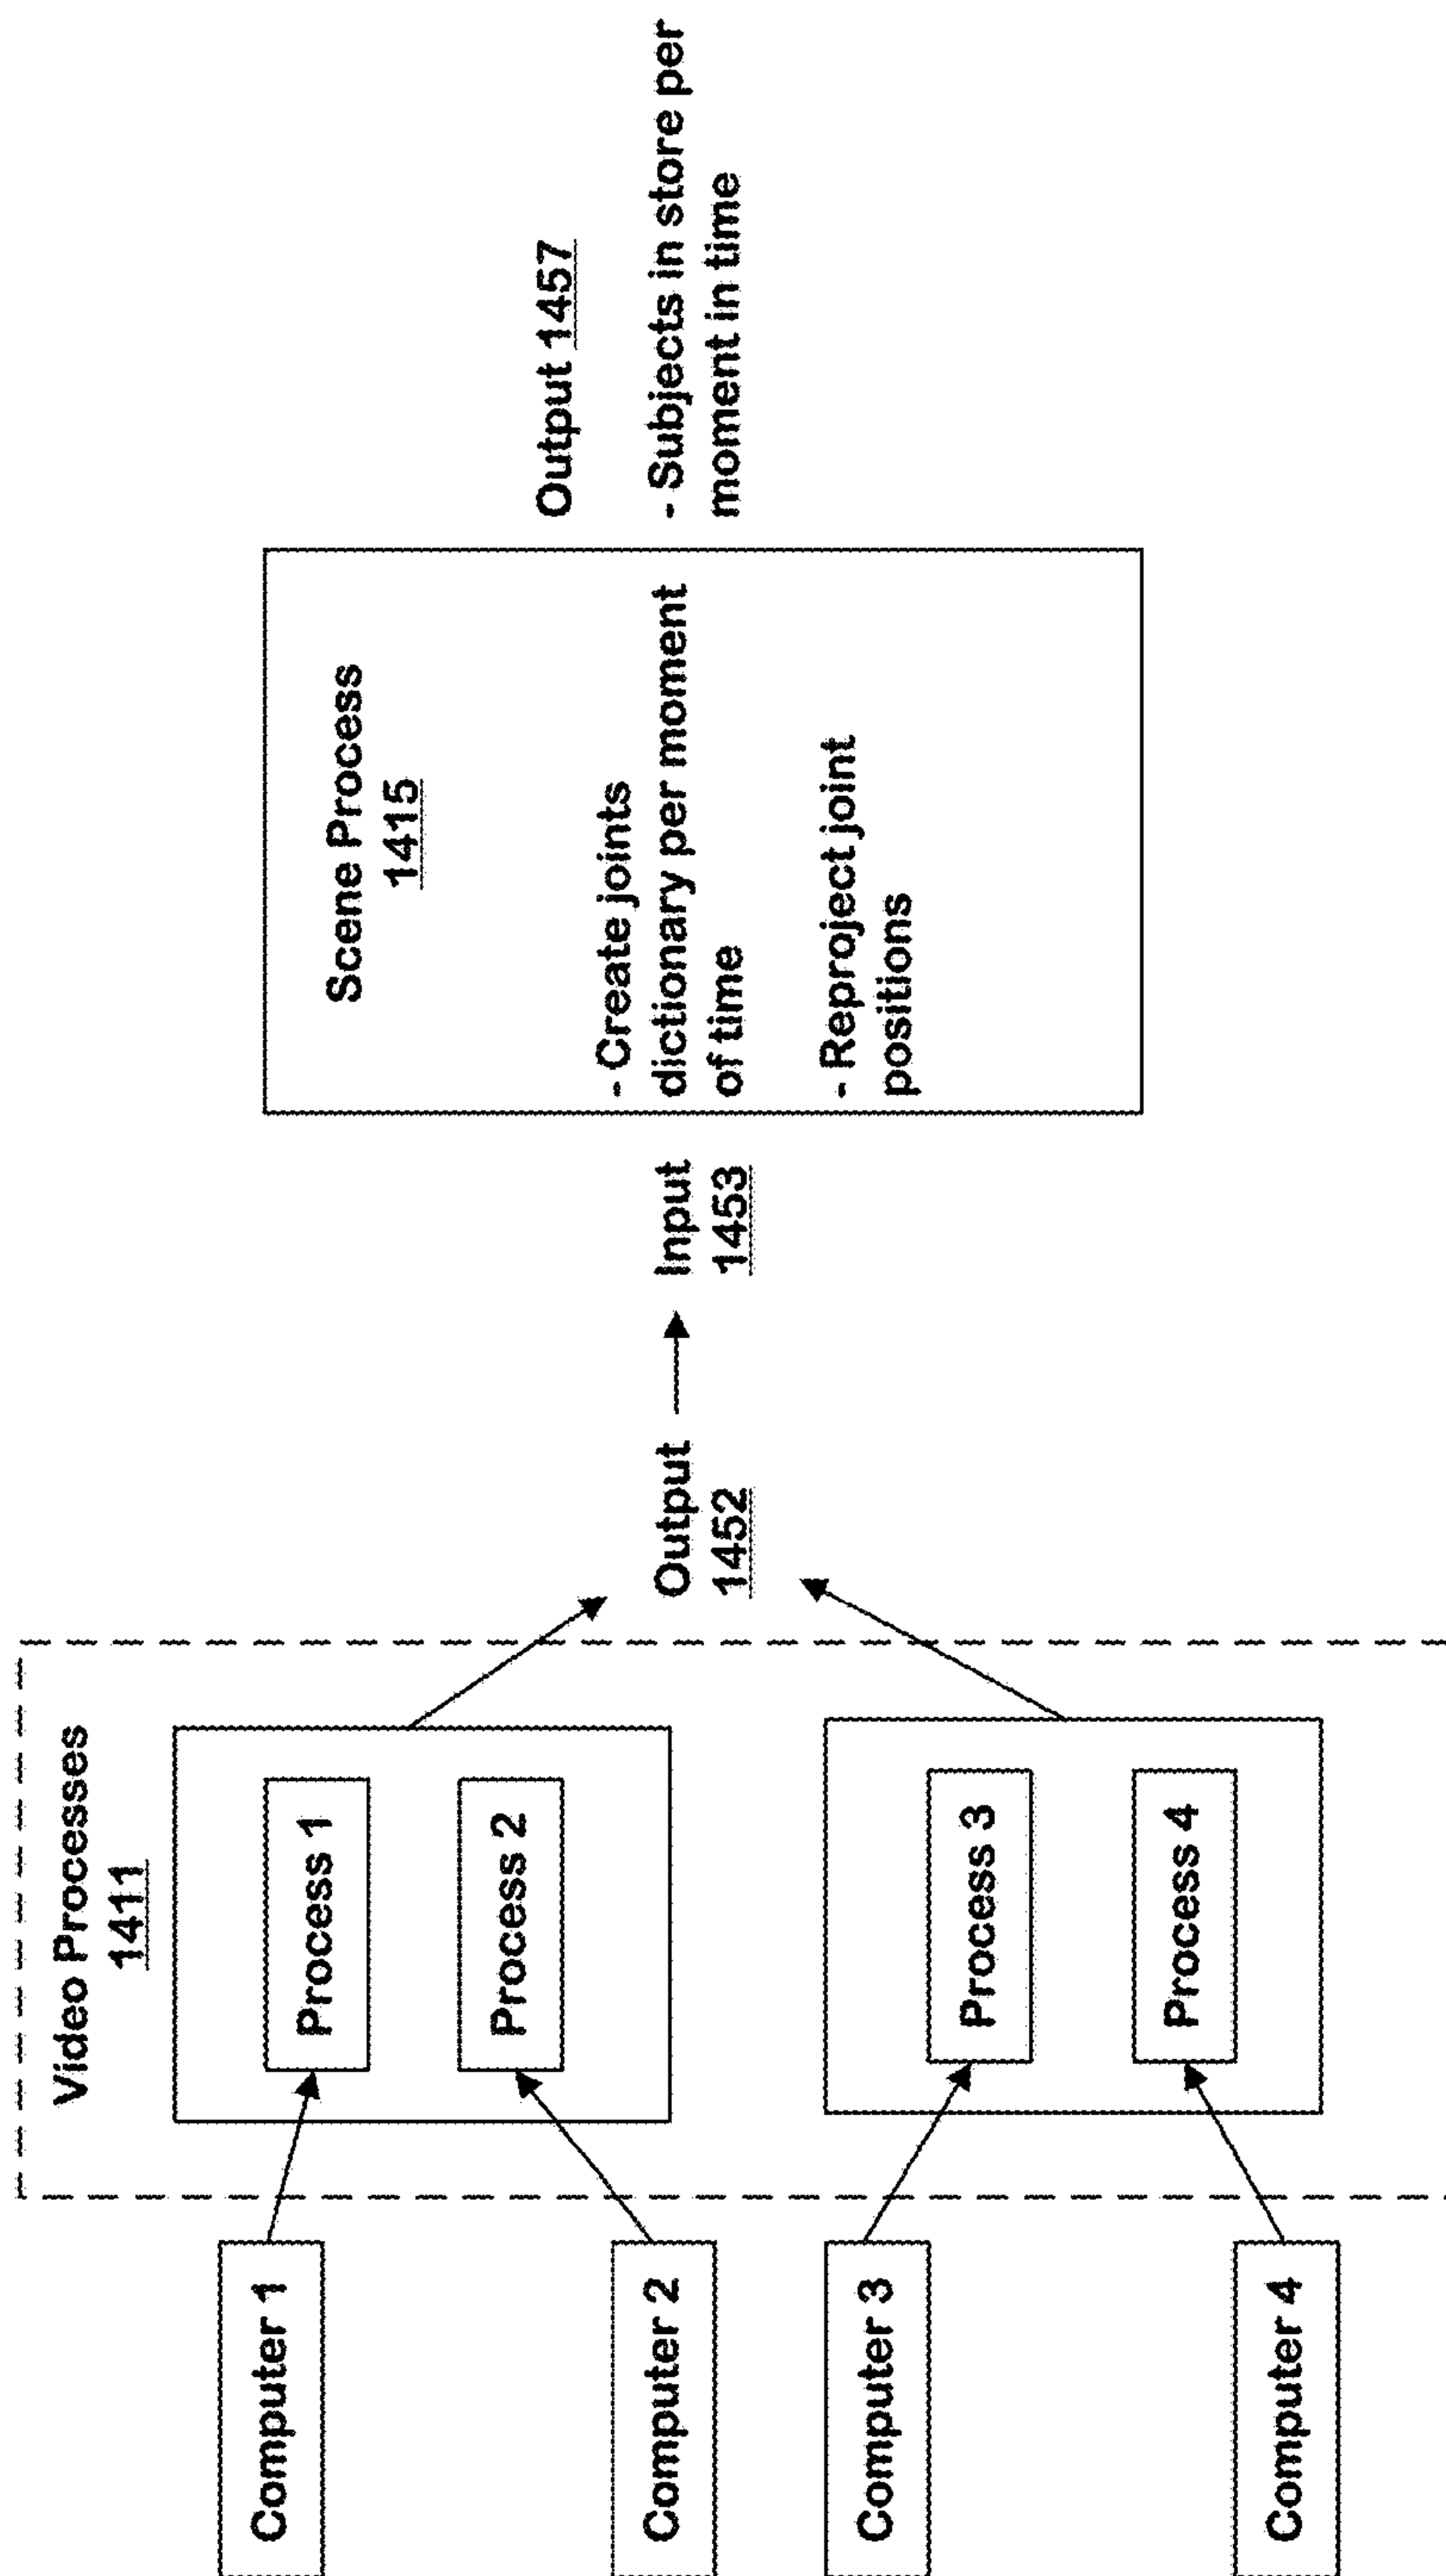 Video Processes
1411
Computer 1
Process 1
Computer 2
Process 2
Computer 3
Process 3
Computer 4
Process 4
Output
1452
Input
1453
Scene Process
1415
- Create joints
dictionary per moment
of time
- Reproject joint
positions
Output 1457
- Subjects in store per
moment in time